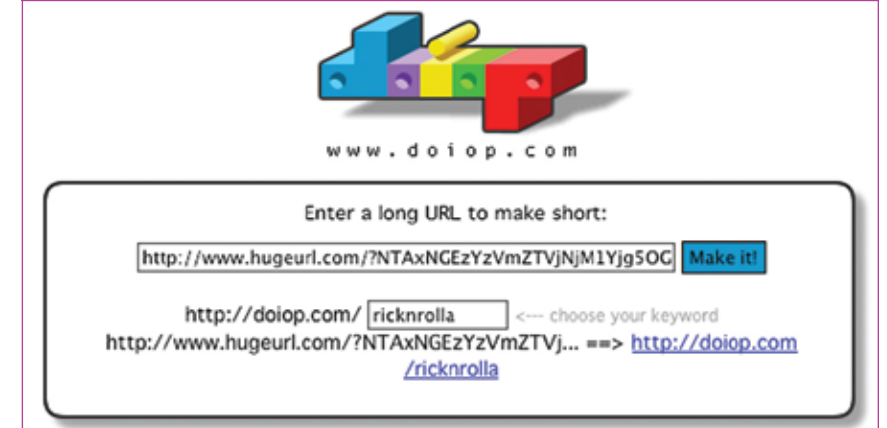 www.doiop.com
Enter a long URL to make short:
http://www.hugeurl.com/?NTAxNGEzYzVmZTVjNjM1Yjg5OG Make it!
http://doiop.com/ ricknrolla <--- choose your keyword
http://www.hugeurl.com/?NTAxNGEzYzVmZTVj... ==> http://doiop.com
/ricknrolla